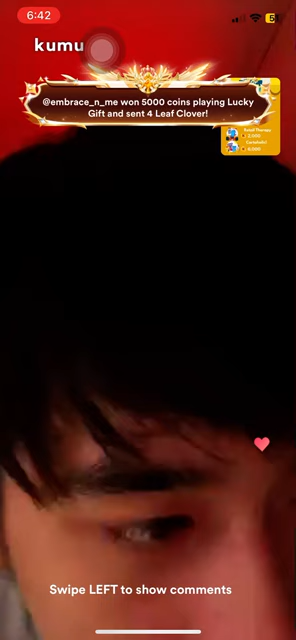 6:42
5
kumu
@embrace_n_me won 5000 coins playing Lucky
Gift and sent 4 Leaf Clover!
Swipe LEFT to show comments